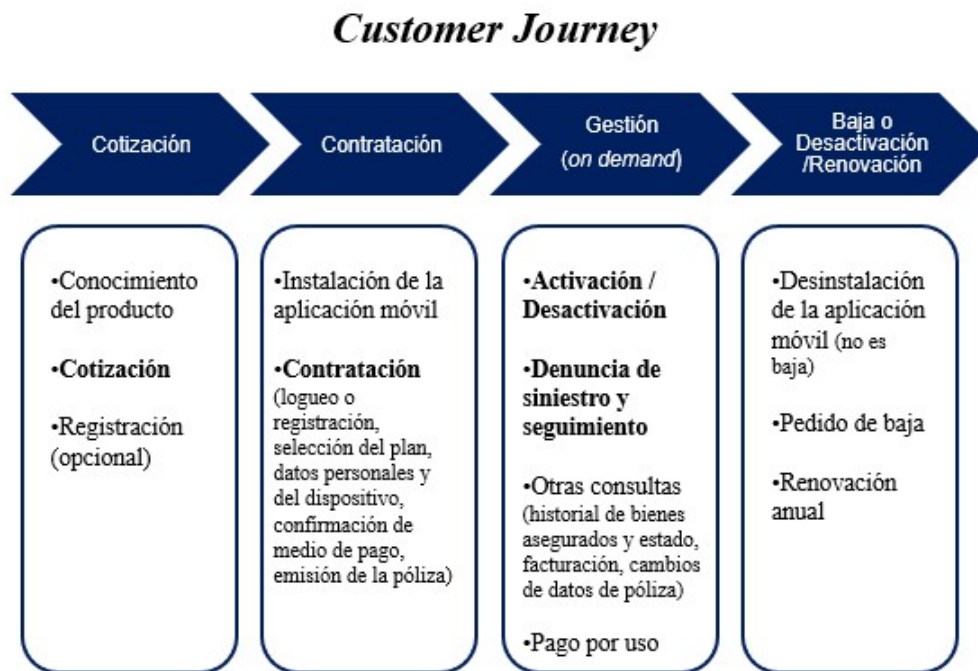 Customer Journey
Cotización
Contratación
Gestión
(on demand)
Baja o
Desactivación
/Renovación
•Conocimiento
del producto
•Cotización
•Registración
(opcional)
•Instalación de la
aplicación móvil
•Contratación
(logueo o
registración,
selección del plan,
datos personales y
del dispositivo,
confirmación de
medio de pago,
emisión de la póliza)
•Activación /
Desactivación
•Denuncia de
siniestro y
seguimiento
•Otras consultas
(historial de bienes
asegurados y estado,
facturación, cambios
de datos de póliza)
•Pago por uso
•Desinstalación
de la aplicación
móvil (no es
baja)
•Pedido de baja
•Renovación
anual